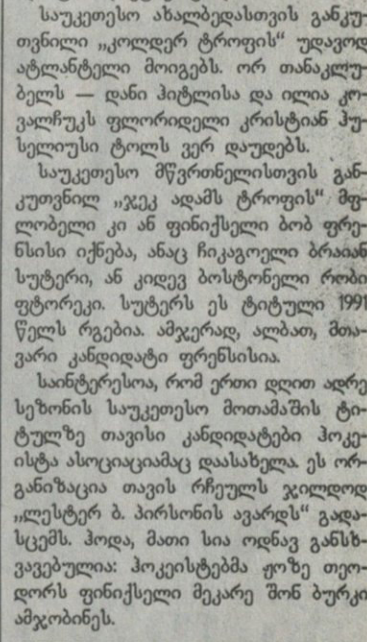 საუკეთესო ახალბედასთვის განკუ-
თვნილი „კოლდერ ტროფის“ უდავოდ
ატლანტელი მოიგებს. ორ თანაკლუ-
ბელს — დანი ჰიტლისა და ილია კო-
ვალჩუკს ფლორიდელი კრისტიან ჰუ-
სელიუსი ტოლს ვერ დაუდებს.
საუკეთესო მწვრთნელისთვის გან-
კუთვნილ „ჯეკ ადამს ტროფის“ მფ-
ლობელი კი ან ფინიქსელი ბობ ფრე-
ნსისი იქნება, ანაც ჩიკაგოელი ბრაიან
სუტერი, ან კიდევ ბოსტონელი რობი
ფტორეკი. სუტერს ეს ტიტული 1991
წელს რგებია. ამჯერად, ალბათ, მთა-
ვარი კანდიდატი ფრენსისია.
საინტერესოა, რომ ერთი დღით ადრე
სეზონის საუკეთესო მოთამაშის ტი-
ტულზე თავისი კანდიდატები ჰოკე-
ისტა ასოციაციამაც დაასახელა. ეს ორ-
განიზაცია თავის რჩეულს ჯილდოდ
„ლესტერ ბ. პირსონის ავარდს“ გადა-
სცემს. ჰოდა, მათი სია ოდნავ განსხ-
ვავებულია: ჰოკეისტებმა ჟოზე თეო-
დორს ფინიქსელი მეკარე შონ ბურკი
ამჯობინეს.